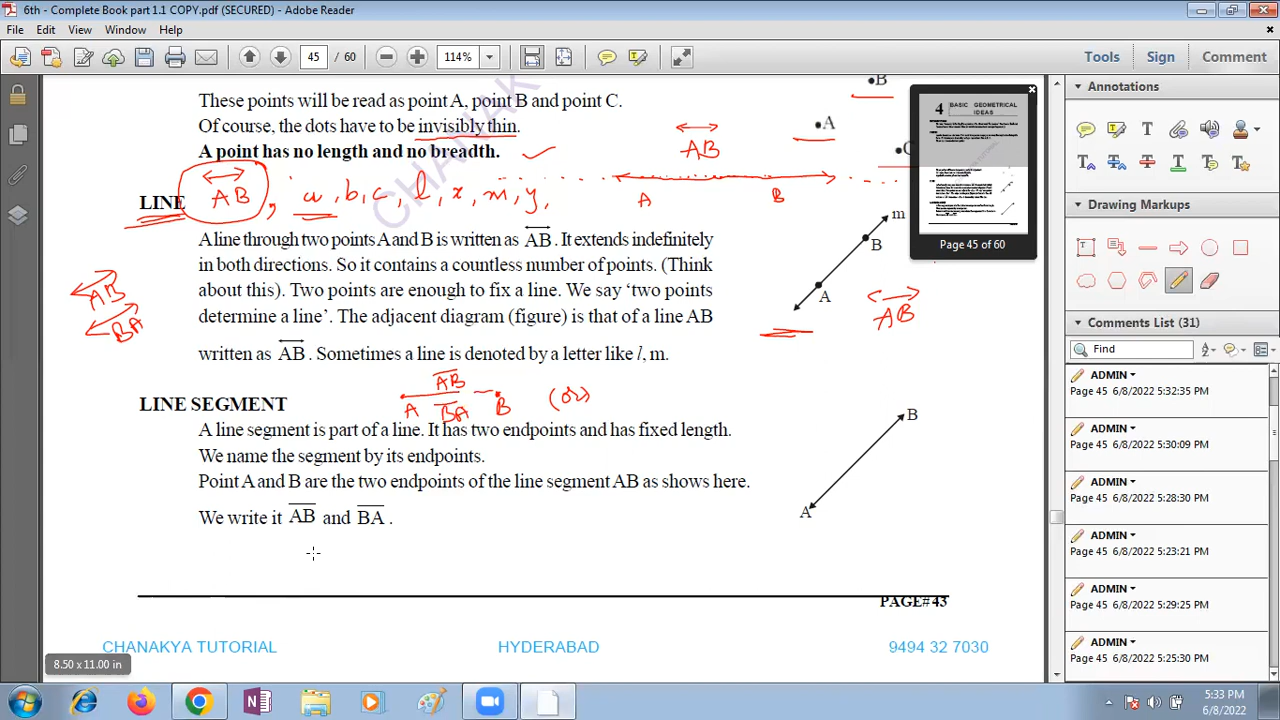 6th - Complete Book part 1.1 COPY.pdf (SECURED) - Adobe Reader
File Edit View Window Help
45 / 60 114% Tools Sign Comment
B
These points will be read as point A, point B and point C.
Of course, the dots have to be invisibly thin.
A point has no length and no breadth.
A
C
AB
AB, a, b, c, l, x, m, y,
A B
LINE
A line through two points A and B is written as AB. It extends indefinitely
in both directions. So it contains a countless number of points. (Think
about this). Two points are enough to fix a line. We say ‘two points
determine a line’. The adjacent diagram (figure) is that of a line AB
written as AB. Sometimes a line is denoted by a letter like l, m.
m
B
A
AB
AB
BA
AB
A BA B (or)
LINE SEGMENT
A line segment is part of a line. It has two endpoints and has fixed length.
We name the segment by its endpoints.
Point A and B are the two endpoints of the line segment AB as shows here.
We write it AB and BA.
B
A
PAGE# 43
CHANAKYA TUTORIAL HYDERABAD 9494 32 7030
8.50 x 11.00 in
CHANAK
4 BASIC GEOMETRICAL
IDEAS
Page 45 of 60
Annotations
Drawing Markups
Comments List (31)
Find
ADMIN
Page 45 6/8/2022 5:32:35 PM
ADMIN
Page 45 6/8/2022 5:30:09 PM
ADMIN
Page 45 6/8/2022 5:28:30 PM
ADMIN
Page 45 6/8/2022 5:23:21 PM
ADMIN
Page 45 6/8/2022 5:29:25 PM
ADMIN
Page 45 6/8/2022 5:25:30 PM
5:33 PM
6/8/2022